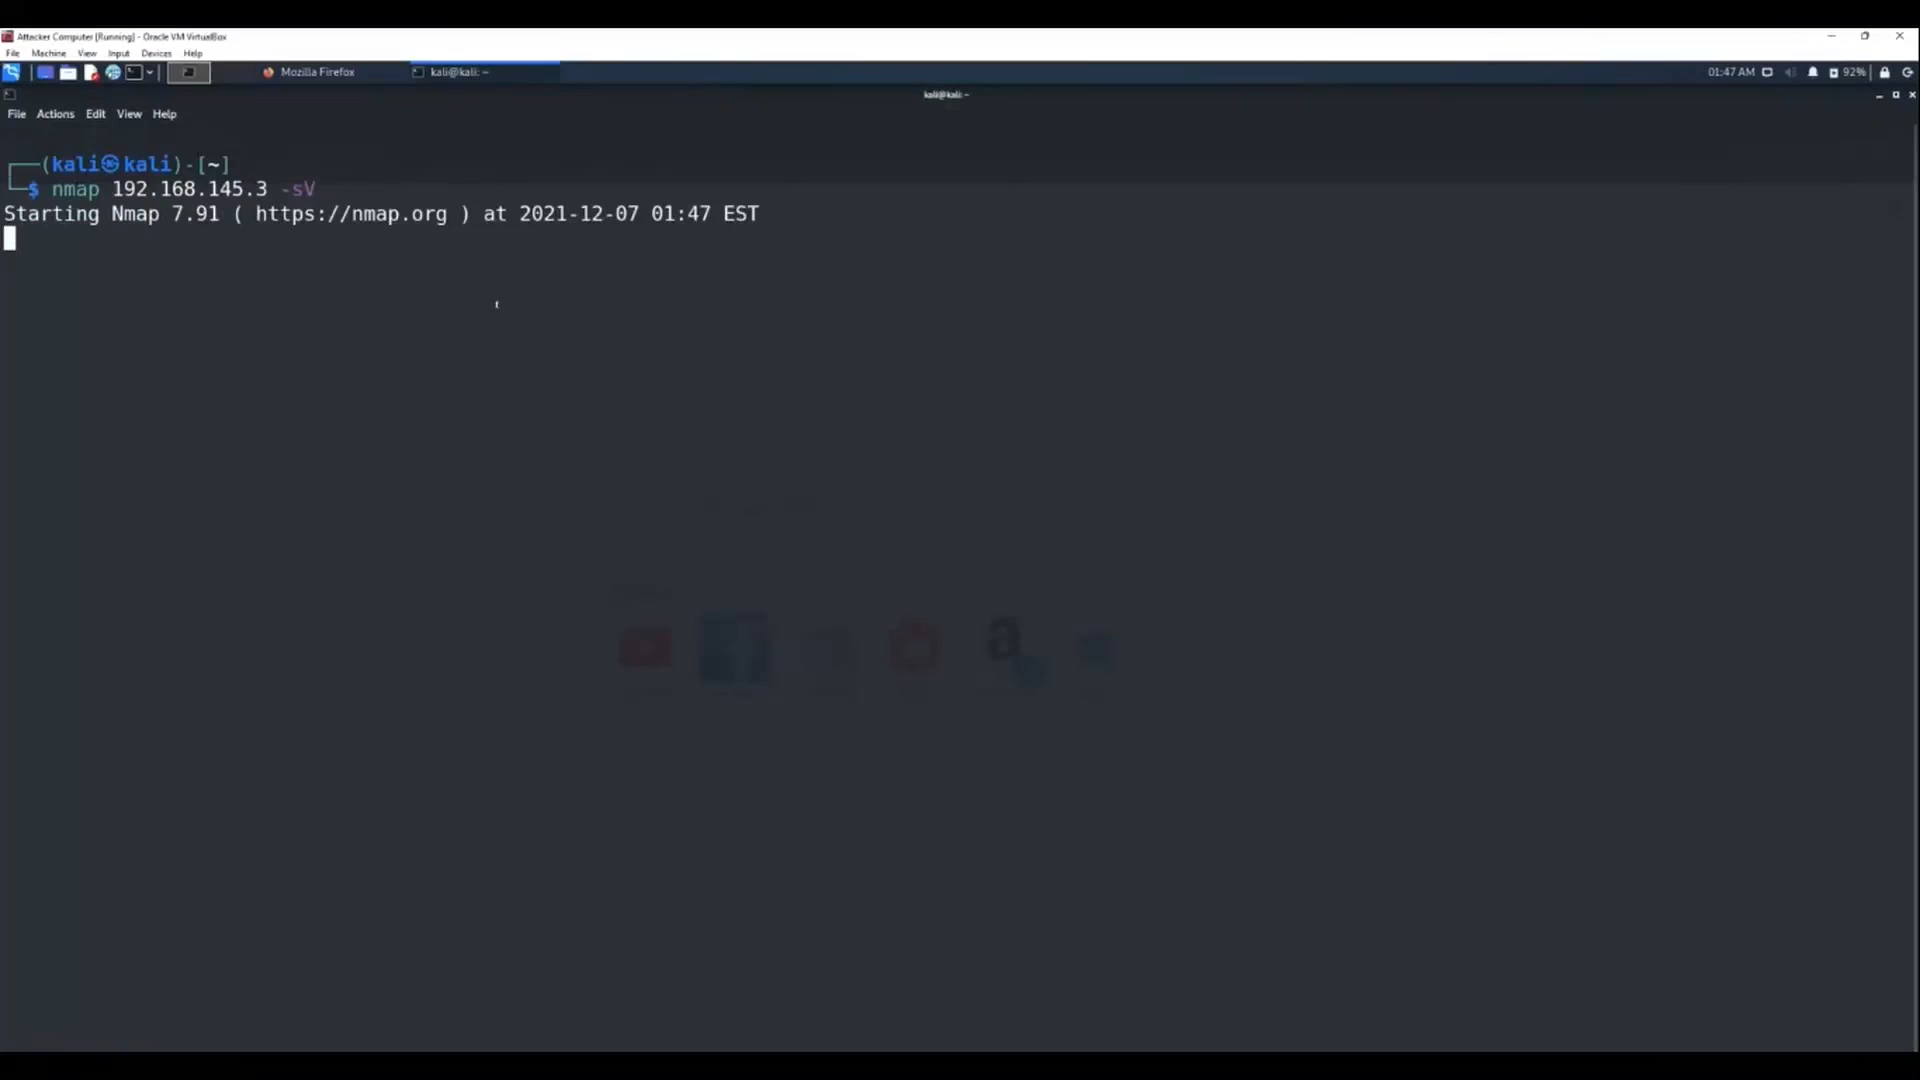 Attacker Computer [Running] - Oracle VM VirtualBox
File Machine View Input Devices Help
Mozilla Firefox kali@kali: ~ 01:47 AM 92%
kali@kali: ~
File Actions Edit View Help
(kali㉿kali)-[~]
$ nmap 192.168.145.3 -sV
Starting Nmap 7.91 ( https://nmap.org ) at 2021-12-07 01:47 EST